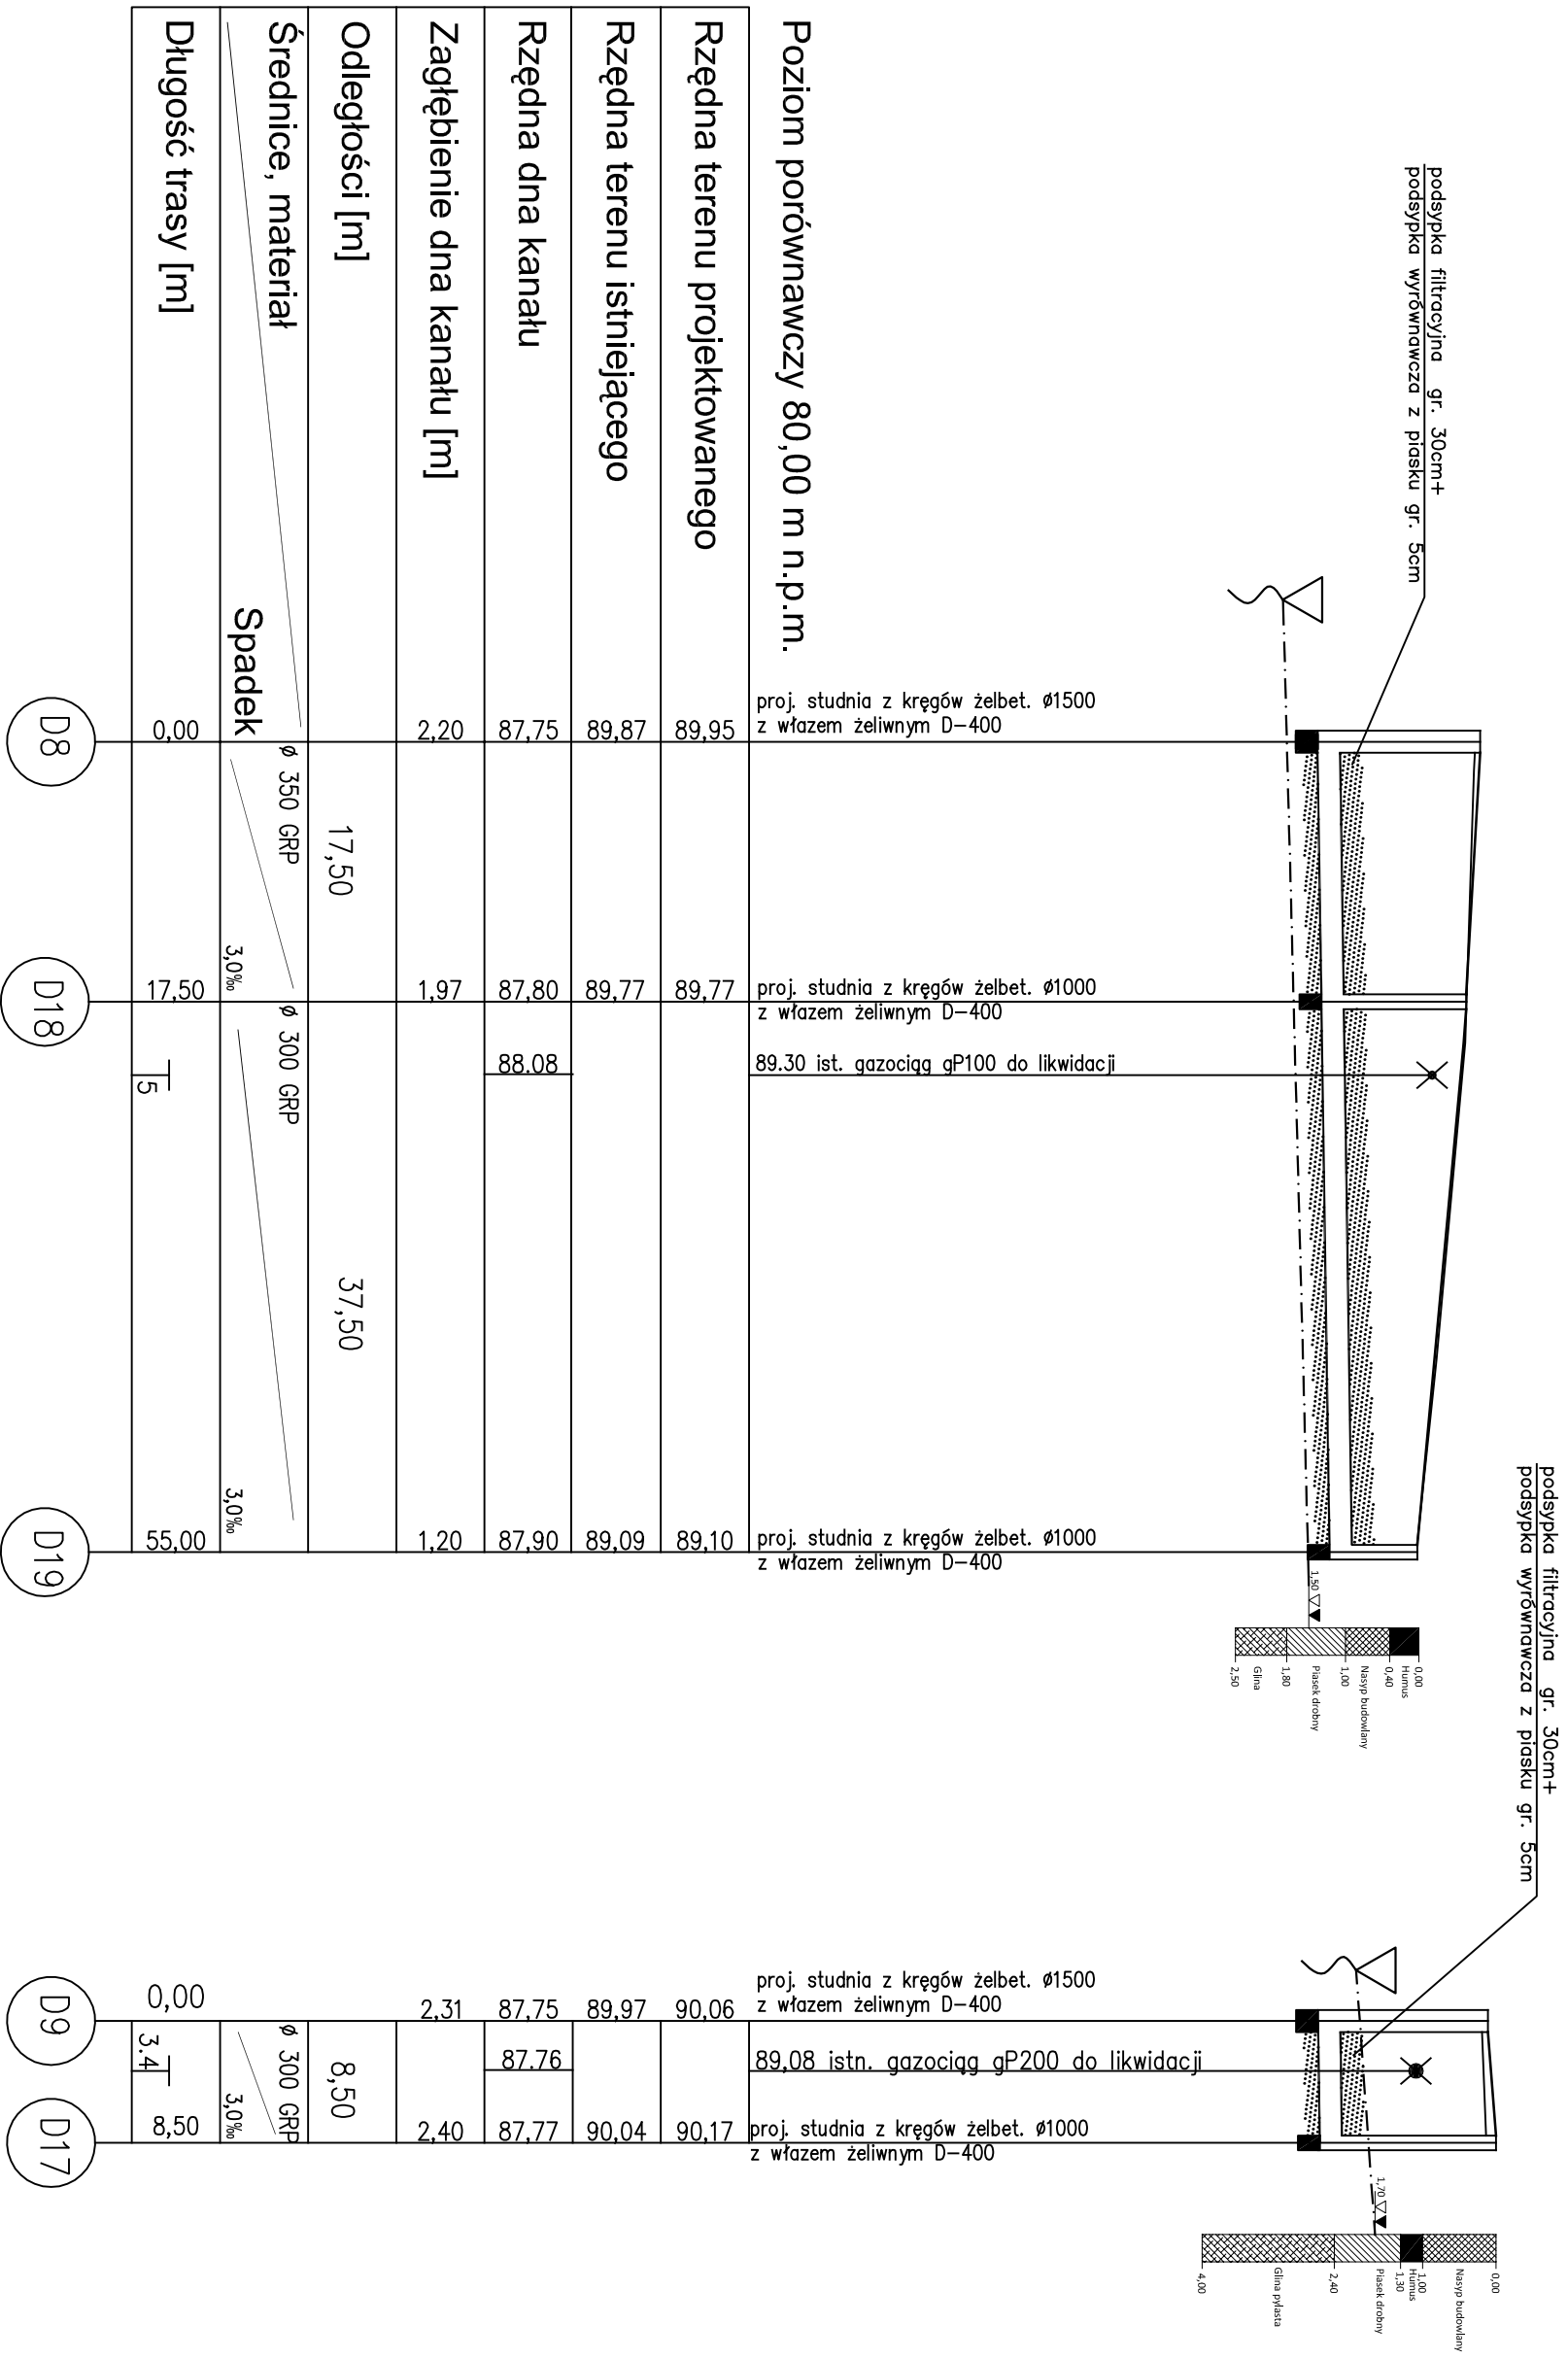 podsypka filtracyjna gr. 30cm+
podsypka wyrównawcza z piasku gr. 5cm
podsypka filtracyjna gr. 30cm+
podsypka wyrównawcza z piasku gr. 5cm
1,50
0,00
Humus
0,40
Nasyp budowlany
1,00
Piasek drobny
1,80
Glina
2,50
1,70
0,00
Nasyp budowlany
1,00
Humus
1,30
Piasek drobny
2,40
Glina pylasta
4,00
Poziom porównawczy 80,00 m n.p.m.
proj. studnia z kręgów żelbet. ø1500
z włazem żeliwnym D-400
proj. studnia z kręgów żelbet. ø1000
z włazem żeliwnym D-400
89.30 ist. gazociąg gP100 do likwidacji
proj. studnia z kręgów żelbet. ø1000
z włazem żeliwnym D-400
proj. studnia z kręgów żelbet. ø1500
z włazem żeliwnym D-400
89,08 istn. gazociąg gP200 do likwidacji
proj. studnia z kręgów żelbet. ø1000
z włazem żeliwnym D-400
Rzędna terenu projektowanego 89,95 89,77 89,10 90,06 90,17
Rzędna terenu istniejącego 89,87 89,77 89,09 89,97 90,04
Rzędna dna kanału 87,75 87,80 88.08 87,90 87,75 87.76 87,77
Zagłębienie dna kanału [m] 2,20 1,97 1,20 2,31 2,40
Odległości [m] 17,50 37,50 8,50
Średnice, materiał ø 350 GRP ø 300 GRP ø 300 GRP
Spadek 3,0‰ 3,0‰ 3,0‰
Długość trasy [m] 0,00 17,50 5 55,00 0,00 3.4 8,50
D8 D18 D19 D9 D17